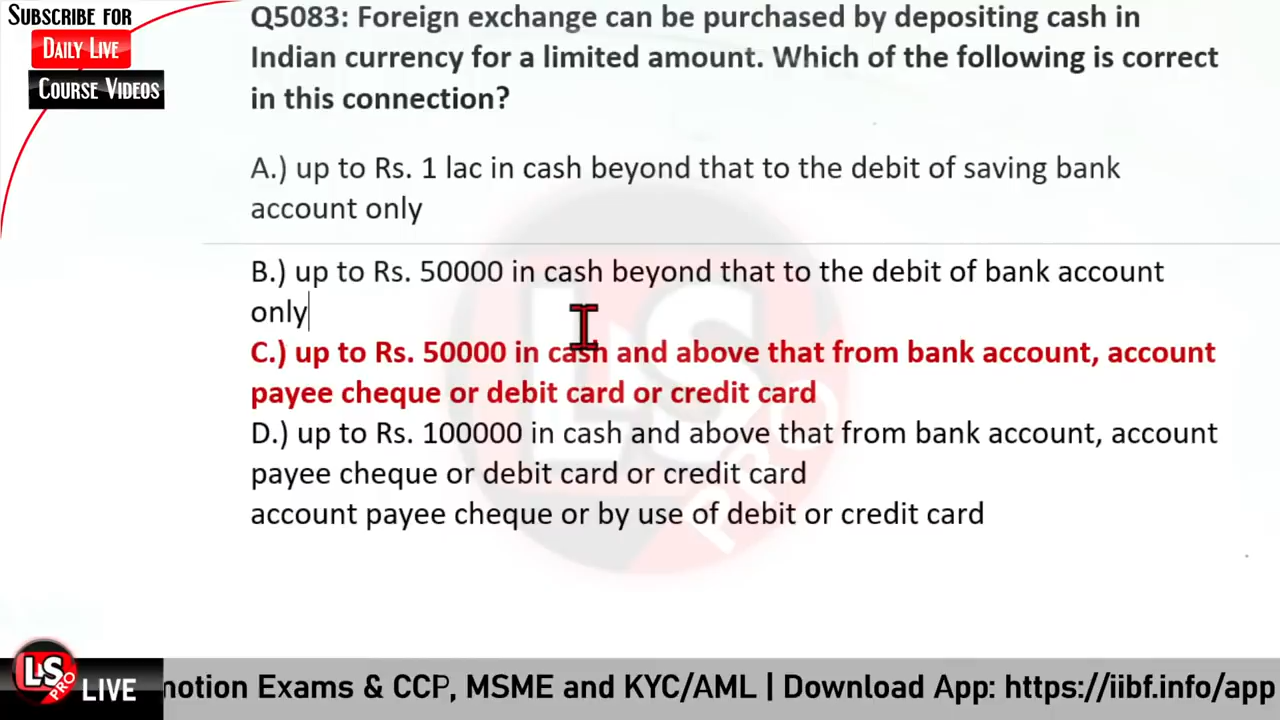 SUBSCRIBE FOR
DAILY LIVE
COURSE VIDEOS
Q5083: Foreign exchange can be purchased by depositing cash in
Indian currency for a limited amount. Which of the following is correct
in this connection?
A.) up to Rs. 1 lac in cash beyond that to the debit of saving bank
account only
B.) up to Rs. 50000 in cash beyond that to the debit of bank account
only
C.) up to Rs. 50000 in cash and above that from bank account, account
payee cheque or debit card or credit card
D.) up to Rs. 100000 in cash and above that from bank account, account
payee cheque or debit card or credit card
account payee cheque or by use of debit or credit card
LS
PRO
LS
PRO
LIVE
notion Exams & CCP, MSME and KYC/AML | Download App: https://iibf.info/app